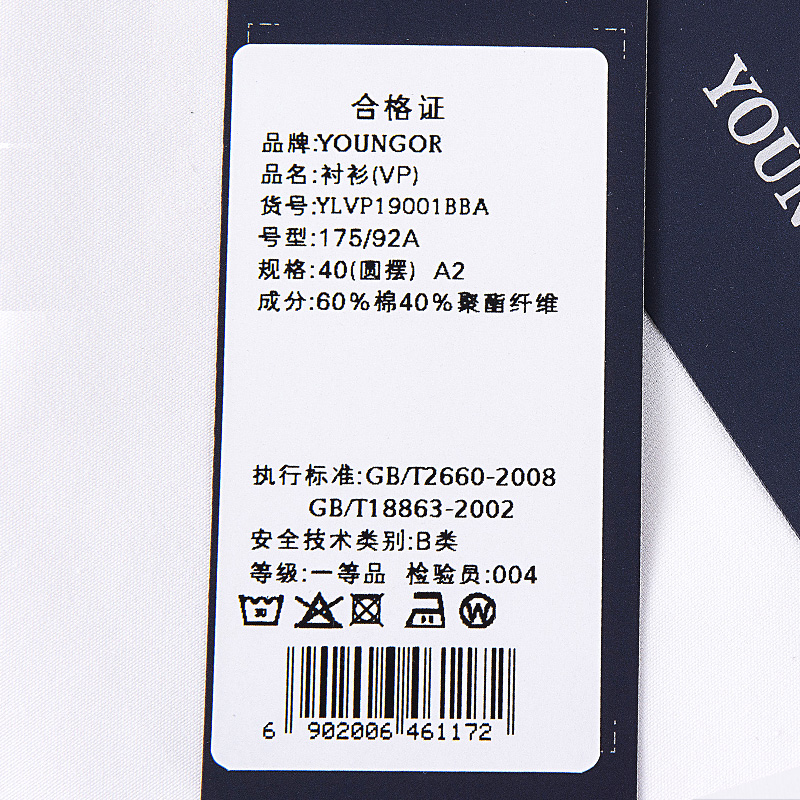 合格证
品牌:YOUNGOR
品名:衬衫(VP)
货号:YLVP19001BBA
号型:175/92A
规格:40(圆摆) A2
成分:60%棉40%聚酯纤维
执行标准:GB/T2660-2008
GB/T18863-2002
安全技术类别:B类
等级:一等品 检验员:004
W
6 902006 461172
YOUN